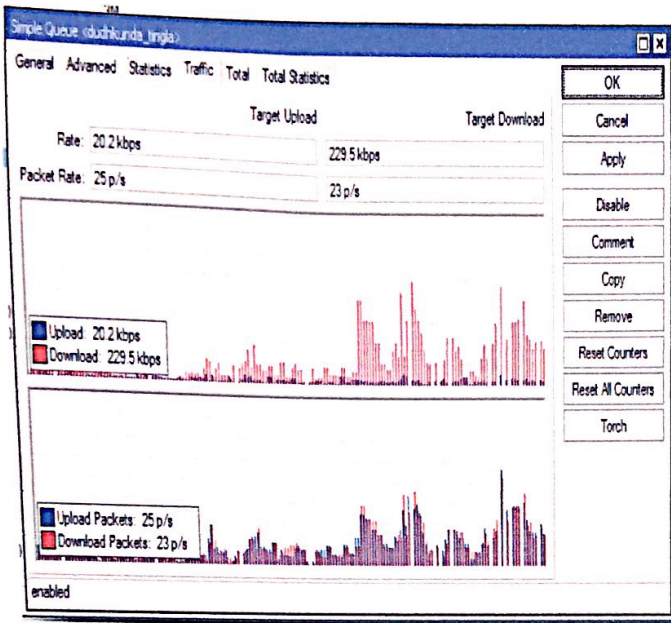 Simple Queue <dudhkunda_tingla>
General Advanced Statistics Traffic Total Total Statistics
Target Upload Target Download
Rate: 20.2 kbps 229.5 kbps
Packet Rate: 25 p/s 23 p/s
Upload: 20.2 kbps
Download: 229.5 kbps
Upload Packets: 25 p/s
Download Packets: 23 p/s
enabled
OK
Cancel
Apply
Disable
Comment
Copy
Remove
Reset Counters
Reset All Counters
Torch